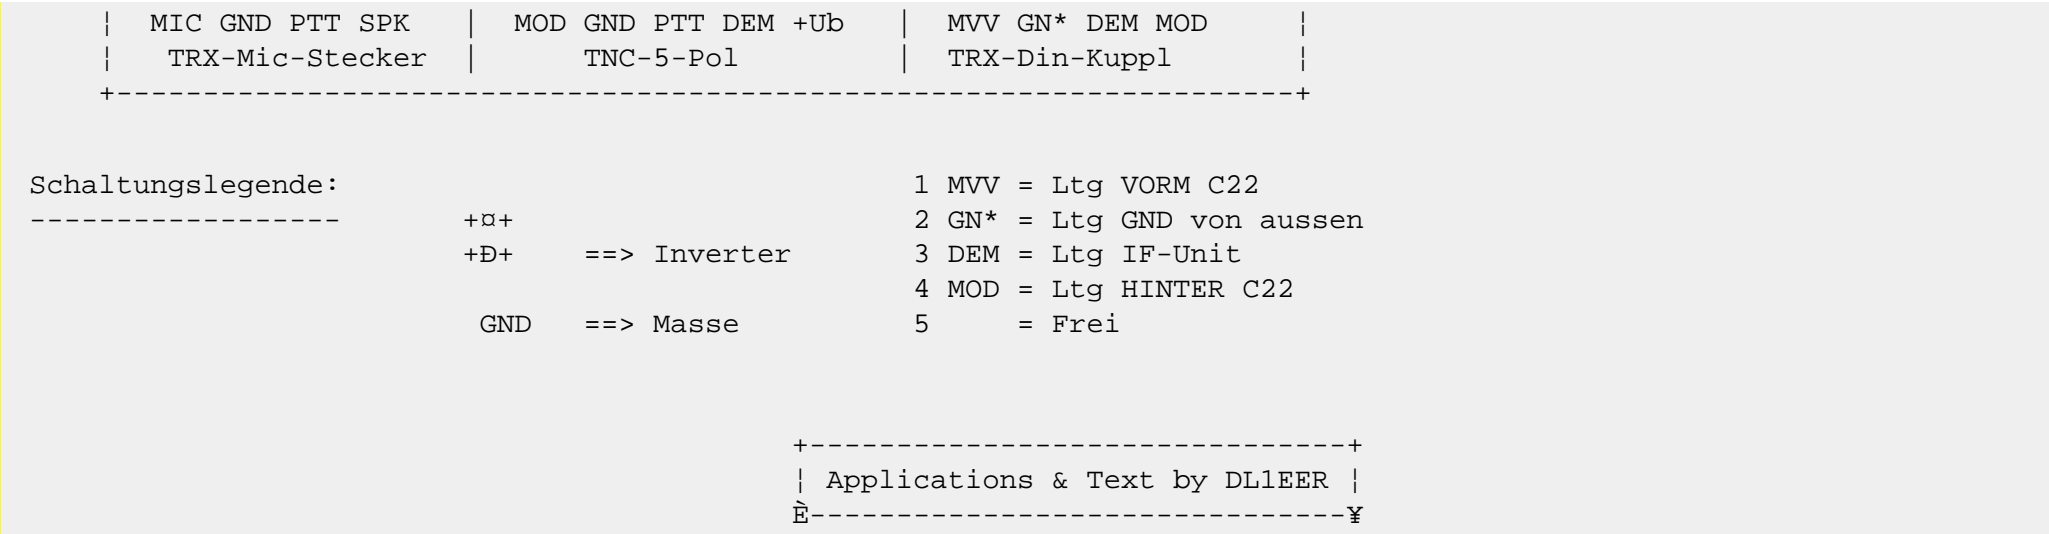 ¦  MIC GND PTT SPK   |  MOD GND PTT DEM +Ub   |  MVV GN* DEM MOD     ¦
¦   TRX-Mic-Stecker  |      TNC-5-Pol         |  TRX-Din-Kuppl       ¦
+--------------------------------------------------------------------+
Schaltungslegende:                                 1 MVV = Ltg VORM C22
------------------       +¤+                       2 GN* = Ltg GND von aussen
+Ð+    ==> Inverter       3 DEM = Ltg IF-Unit
4 MOD = Ltg HINTER C22
GND   ==> Masse          5     = Frei
+-------------------------------+
¦ Applications & Text by DL1EER ¦
È-------------------------------¥